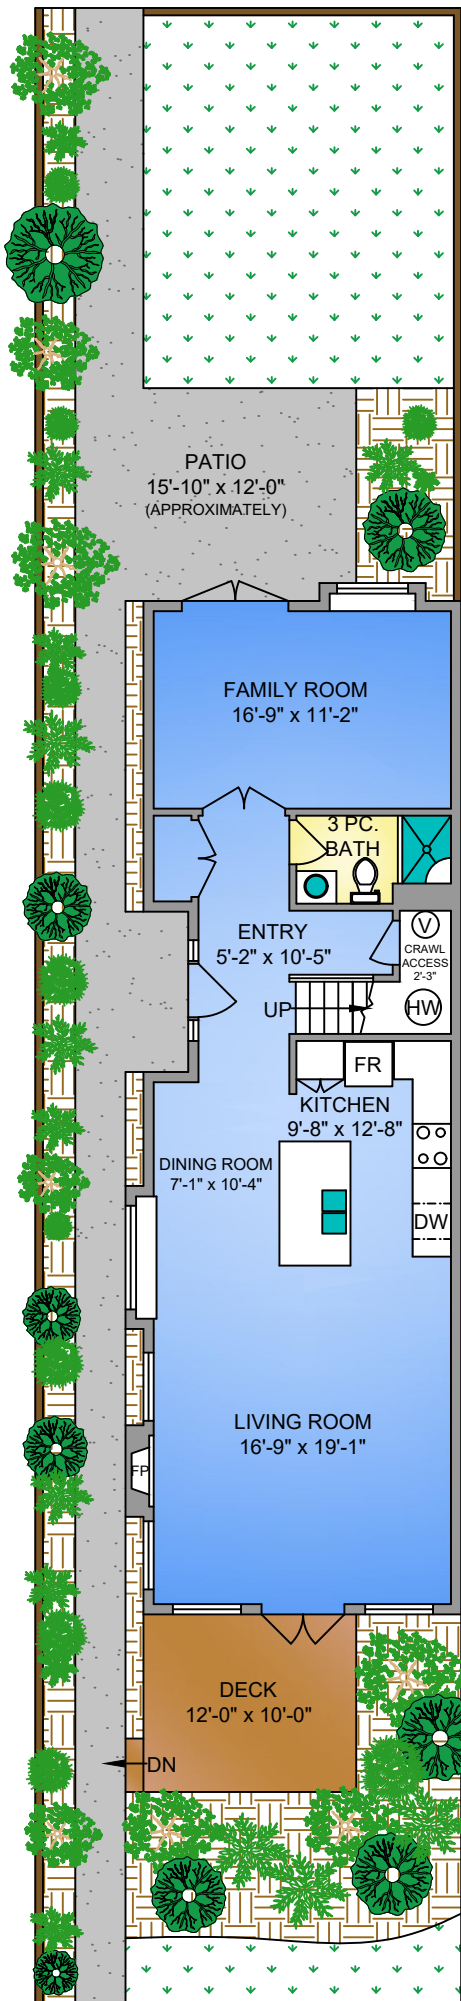 PATIO
15'-10" x 12'-0"
(APPROXIMATELY)
FAMILY ROOM
16'-9" x 11'-2"
3 PC.
BATH
ENTRY
5'-2" x 10'-5"
V
CRAWL
ACCESS
2'-3"
UP
HW
FR
KITCHEN
9'-8" x 12'-8"
DINING ROOM
7'-1" x 10'-4"
DW
LIVING ROOM
16'-9" x 19'-1"
FP
DECK
12'-0" x 10'-0"
DN